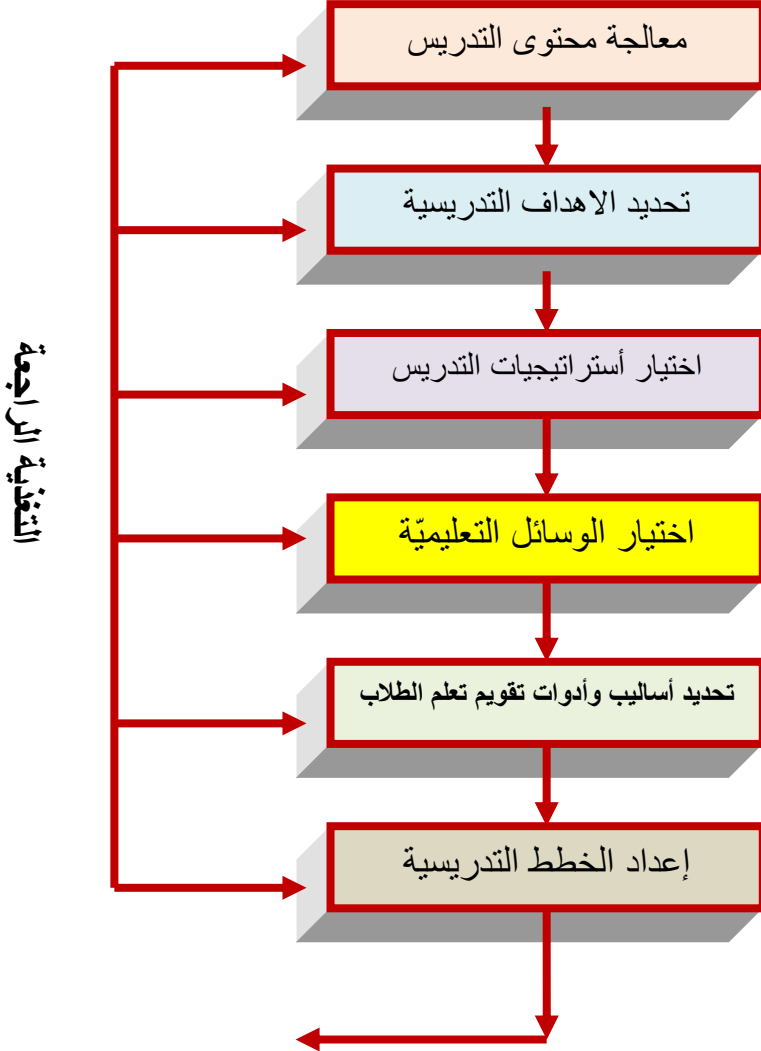 معالجة محتوى التدريس
تحديد الاهداف التدريسية
اختيار أستراتيجيات التدريس
اختيار الوسائل التعليميّة
تحديد أساليب وأدوات تقويم تعلم الطلاب
إعداد الخطط التدريسية
التغذية الراجعة